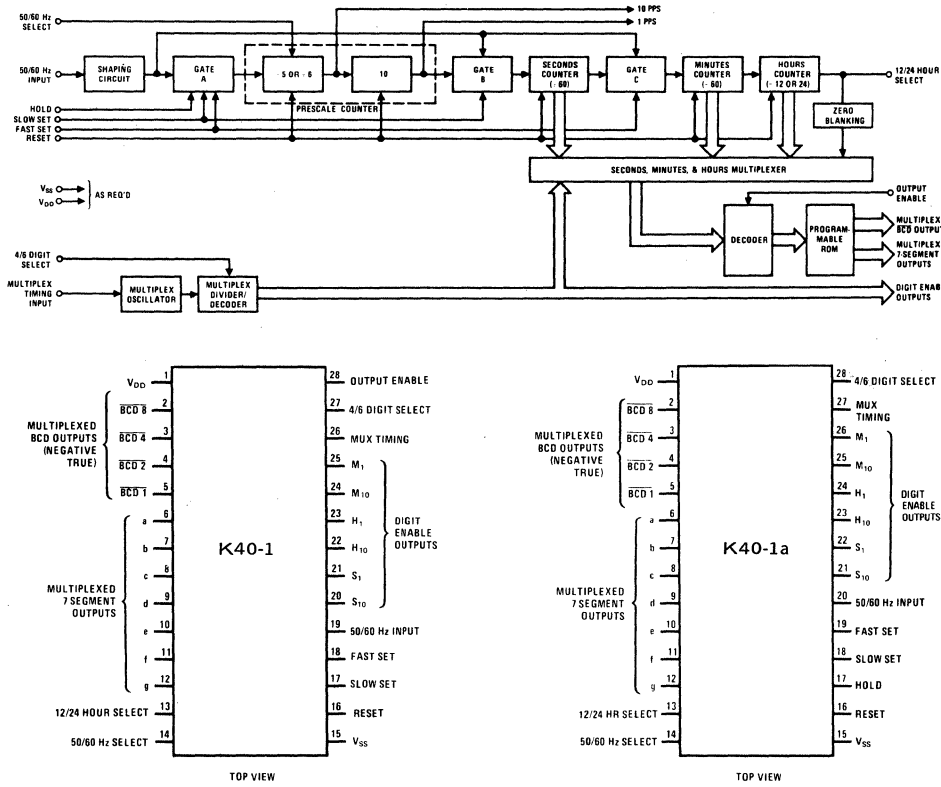 50/60 Hz
SELECT
10 PPS
1 PPS
50/60 Hz
INPUT
SHAPING
CIRCUIT
GATE
A
5 OR ÷ 6
10
PRESCALE COUNTER
GATE
B
SECONDS
COUNTER
(÷ 60)
GATE
C
MINUTES
COUNTER
(÷ 60)
HOURS
COUNTER
(÷ 12 OR 24)
12/24 HOUR
SELECT
HOLD
SLOW SET
FAST SET
RESET
ZERO
BLANKING
SECONDS, MINUTES, & HOURS MULTIPLEXER
VSS
VDD
AS REQ'D
OUTPUT
ENABLE
DECODER
PROGRAM-
MABLE
ROM
MULTIPLEX
BCD OUTPUT
MULTIPLEX
7-SEGMENT
OUTPUTS
4/6 DIGIT
SELECT
MULTIPLEX
TIMING
INPUT
MULTIPLEX
OSCILLATOR
MULTIPLEX
DIVIDER/
DECODER
DIGIT ENAB
OUTPUTS
K40-1
VDD 1
BCD 8 2
BCD 4 3
BCD 2 4
BCD 1 5
MULTIPLEXED
BCD OUTPUTS
(NEGATIVE
TRUE)
a 6
b 7
c 8
d 9
e 10
f 11
g 12
MULTIPLEXED
7 SEGMENT
OUTPUTS
12/24 HOUR SELECT 13
50/60 Hz SELECT 14
28 OUTPUT ENABLE
27 4/6 DIGIT SELECT
26 MUX TIMING
25 M1
24 M10
23 H1
22 H10
21 S1
20 S10
DIGIT
ENABLE
OUTPUTS
19 50/60 Hz INPUT
18 FAST SET
17 SLOW SET
16 RESET
15 VSS
TOP VIEW
K40-1a
VDD 1
BCD 8 2
BCD 4 3
BCD 2 4
BCD 1 5
MULTIPLEXED
BCD OUTPUTS
(NEGATIVE
TRUE)
a 6
b 7
c 8
d 9
e 10
f 11
g 12
MULTIPLEXED
7 SEGMENT
OUTPUTS
12/24 HR SELECT 13
50/60 Hz SELECT 14
28 4/6 DIGIT SELECT
27 MUX
TIMING
26 M1
25 M10
24 H1
23 H10
22 S1
21 S10
DIGIT
ENABLE
OUTPUTS
20 50/60 Hz INPUT
19 FAST SET
18 SLOW SET
17 HOLD
16 RESET
15 VSS
TOP VIEW